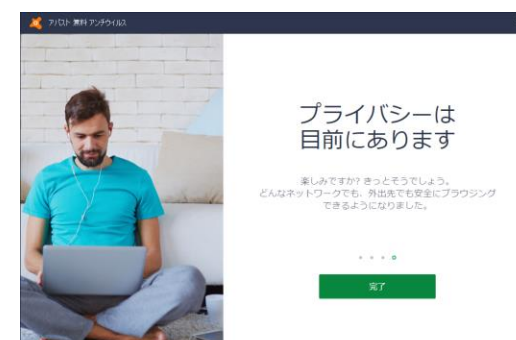 アバスト 無料 アンチウイルス
プライバシーは
目前にあります
楽しみですか? きっとそうでしょう。
どんなネットワークでも、外出先でも安全にブラウジング
できるようになりました。
完了